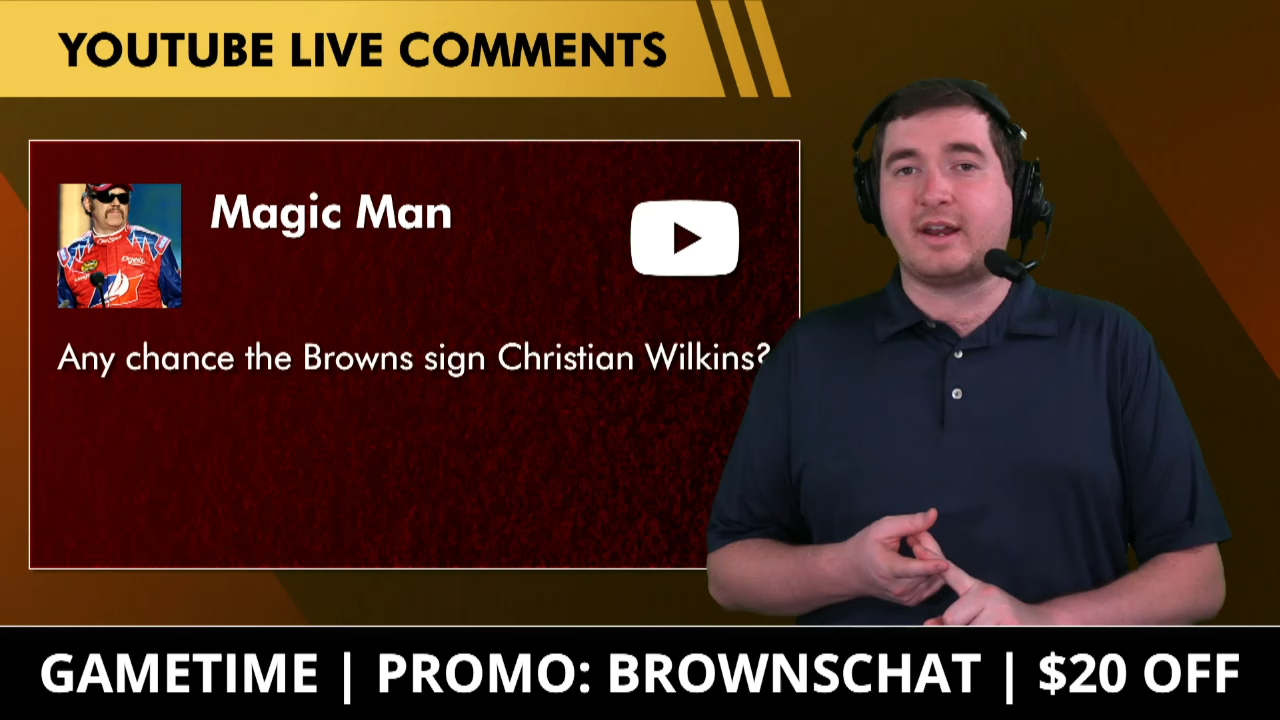 YOUTUBE LIVE COMMENTS
Magic Man
Any chance the Browns sign Christian Wilkins?
GAMETIME | PROMO: BROWNSCHAT | $20 OFF